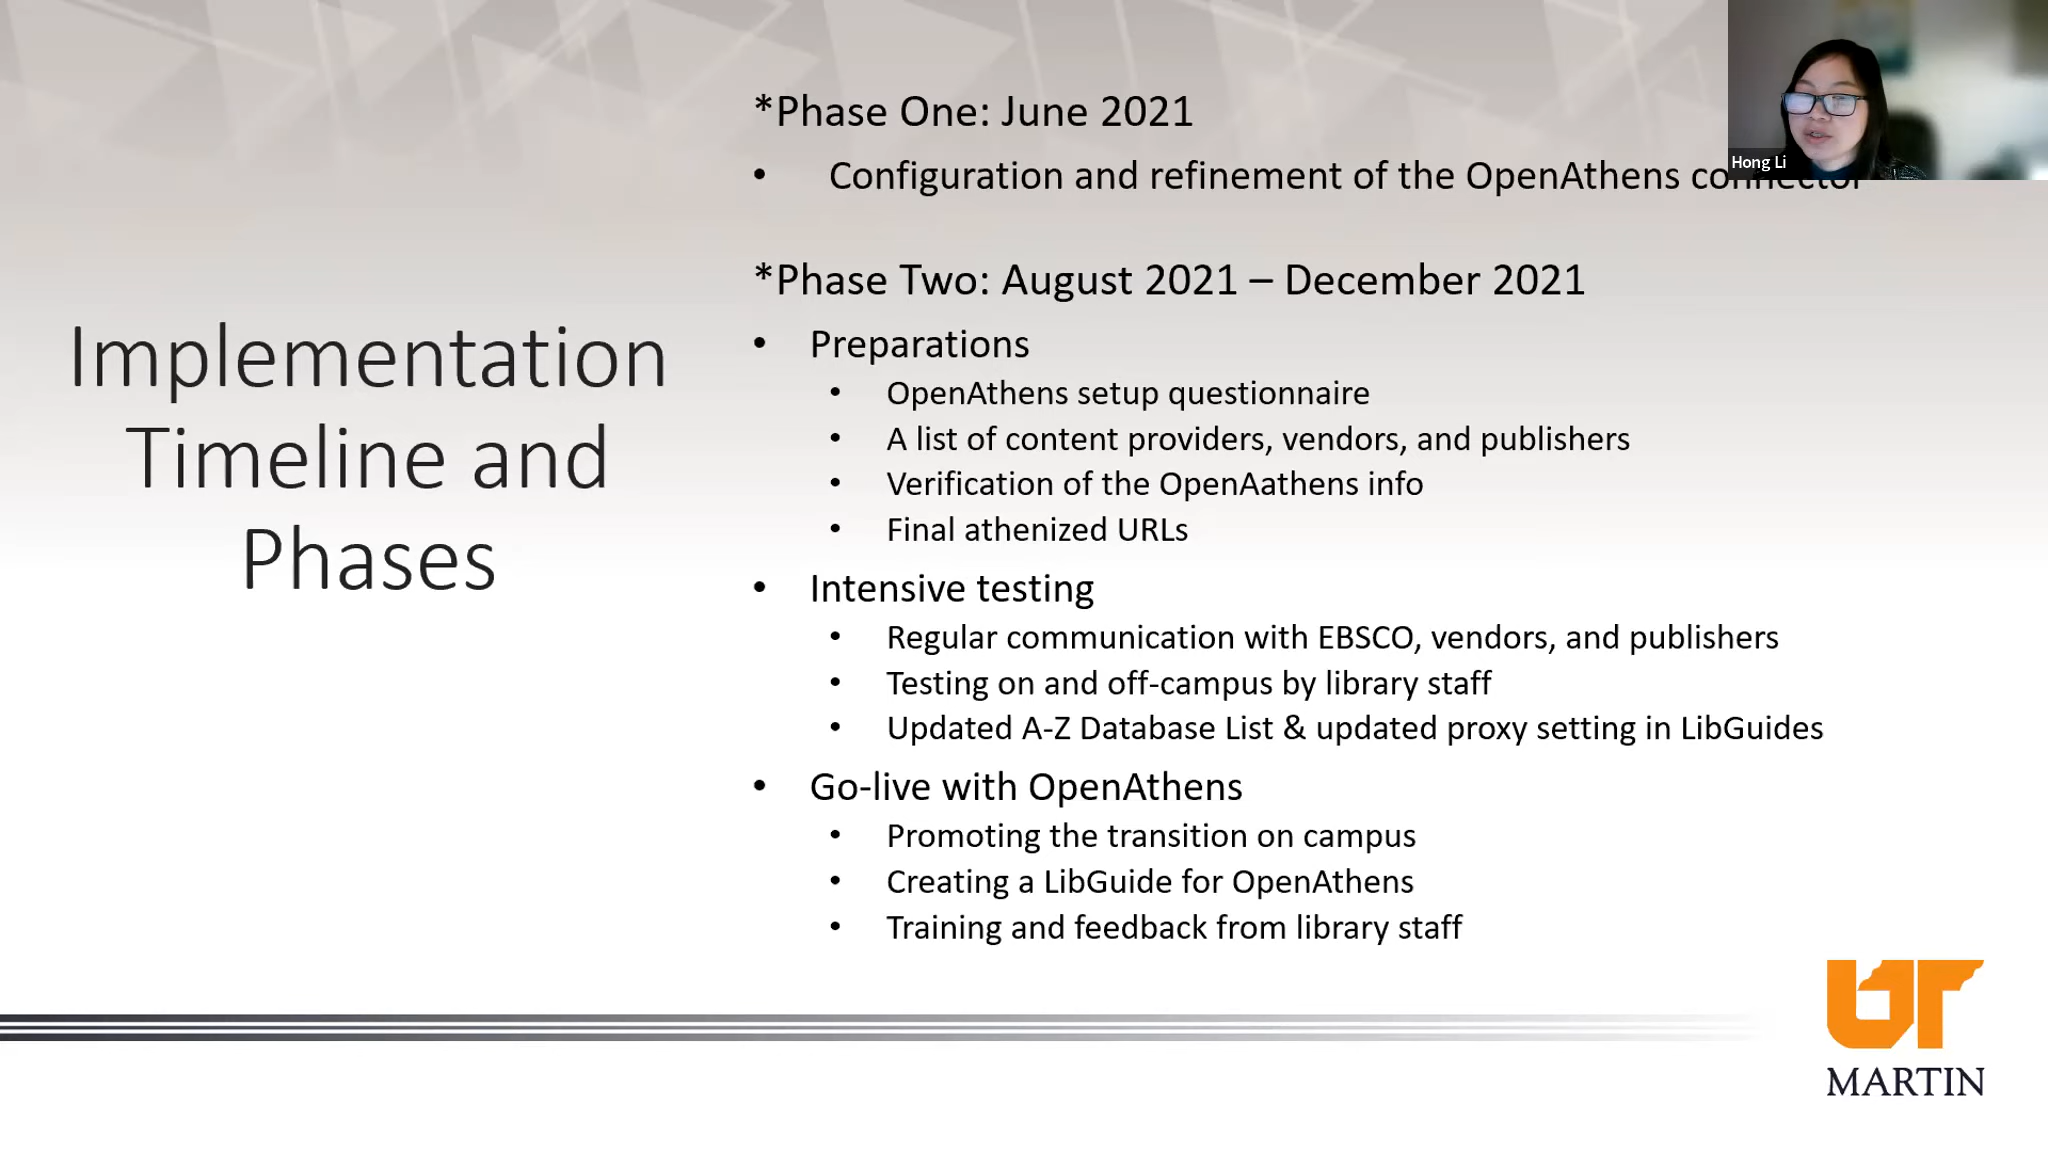 Implementation
Timeline and
Phases
*Phase One: June 2021
• Configuration and refinement of the OpenAthens connector
*Phase Two: August 2021 – December 2021
• Preparations
• OpenAthens setup questionnaire
• A list of content providers, vendors, and publishers
• Verification of the OpenAathens info
• Final athenized URLs
• Intensive testing
• Regular communication with EBSCO, vendors, and publishers
• Testing on and off-campus by library staff
• Updated A-Z Database List & updated proxy setting in LibGuides
• Go-live with OpenAthens
• Promoting the transition on campus
• Creating a LibGuide for OpenAthens
• Training and feedback from library staff
Hong Li
UT
MARTIN